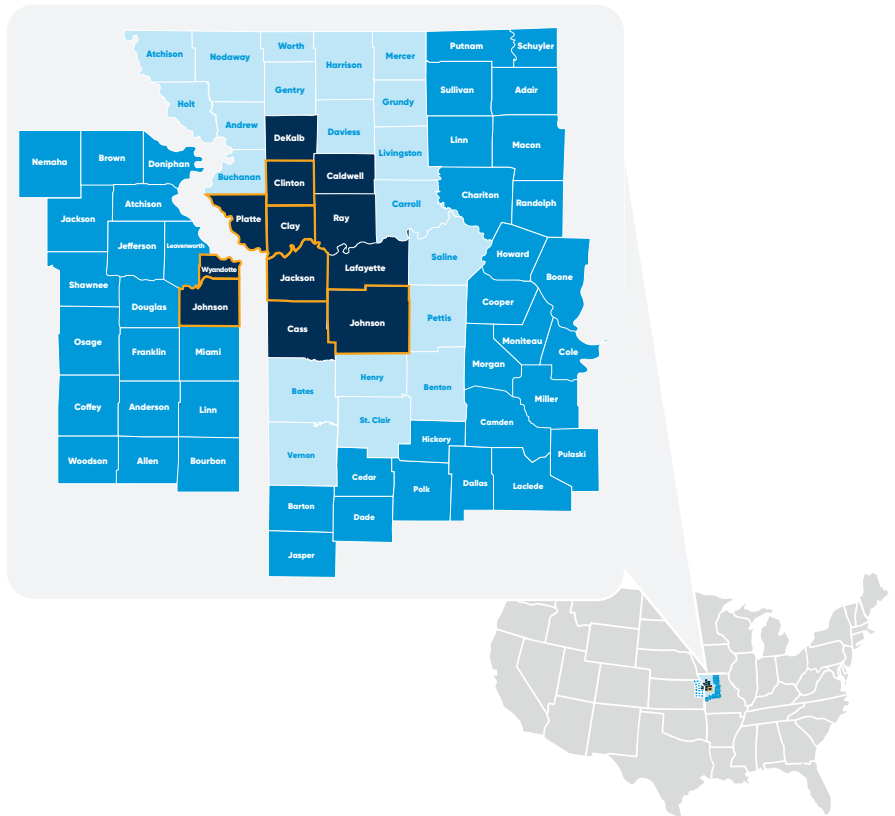 Worth
Putnam
Schuyler
Atchison
Nodaway
Mercer
Harrison
Gentry
Sullivan
Adair
Holt
Grundy
Andrew
Daviess
DeKalb
Linn
Macon
Livingston
Nemaha
Brown
Doniphan
Buchanan
Clinton
Caldwell
Chariton
Randolph
Atchison
Carroll
Jackson
Platte
Clay
Ray
Jefferson
Leavenworth
Howard
Saline
Wyandotte
Jackson
Lafayette
Boone
Shawnee
Cooper
Douglas
Johnson
Pettis
Johnson
Cass
Osage
Moniteau
Cole
Franklin
Miami
Morgan
Henry
Benton
Bates
Miller
Coffey
Anderson
Linn
St. Clair
Camden
Hickory
Vernon
Pulaski
Woodson
Allen
Bourbon
Cedar
Polk
Dallas
Laclede
Barton
Dade
Jasper